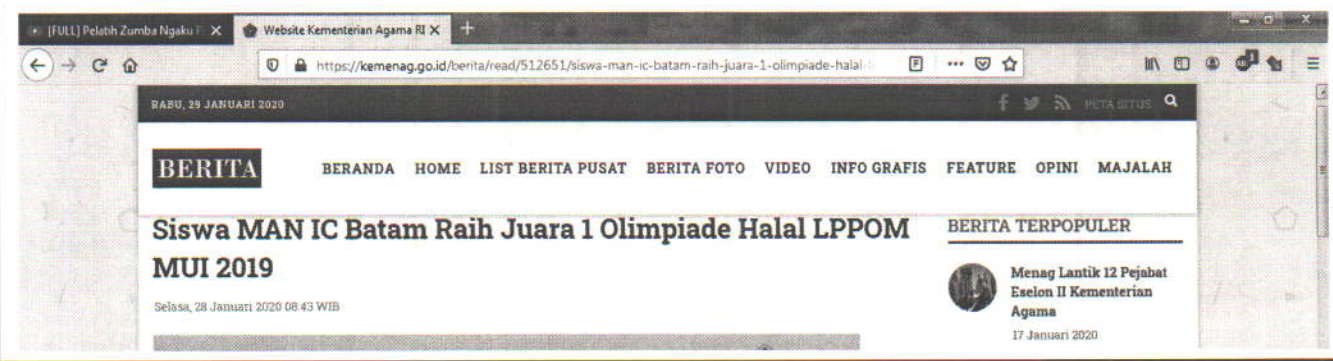 [FULL] Pelatih Zumba Ngaku
Website Kementerian Agama RI
https://kemenag.go.id/berita/read/512651/siswa-man-ic-batam-raih-juara-1-olimpiade-halal-
RABU, 29 JANUARI 2020
PETA SITUS
BERITA
BERANDA HOME LIST BERITA PUSAT BERITA FOTO VIDEO INFO GRAFIS FEATURE OPINI MAJALAH
Siswa MAN IC Batam Raih Juara 1 Olimpiade Halal LPPOM
MUI 2019
Selasa, 28 Januari 2020 08:43 WIB
BERITA TERPOPULER
Menag Lantik 12 Pejabat
Eselon II Kementerian
Agama
17 Januari 2020